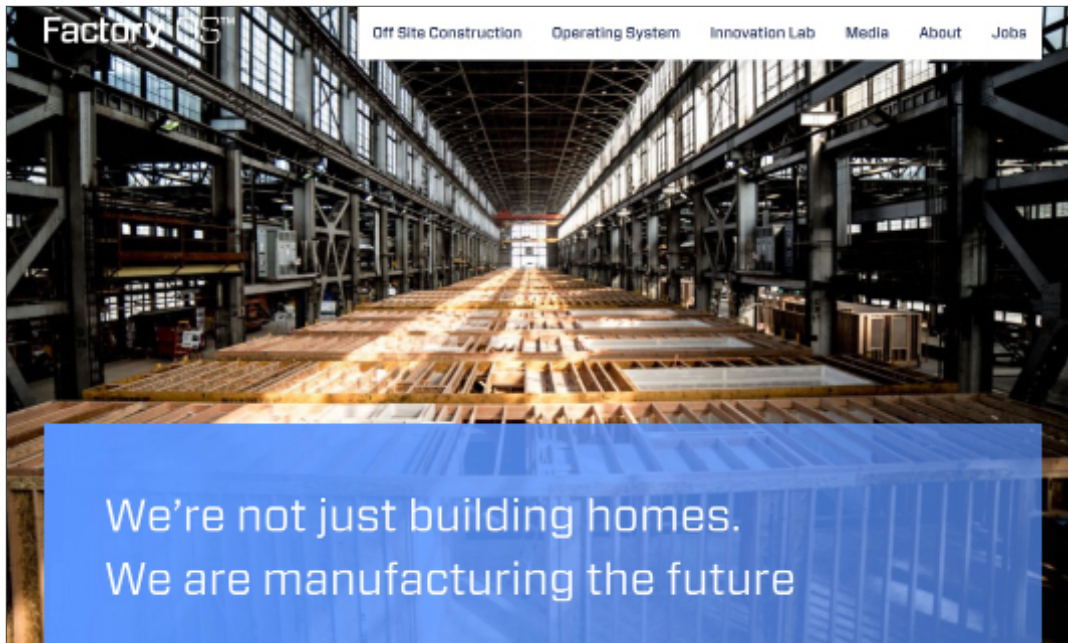 Factory OS™
Off Site Construction
Operating System
Innovation Lab
Media
About
Jobs
We're not just building homes.
We are manufacturing the future